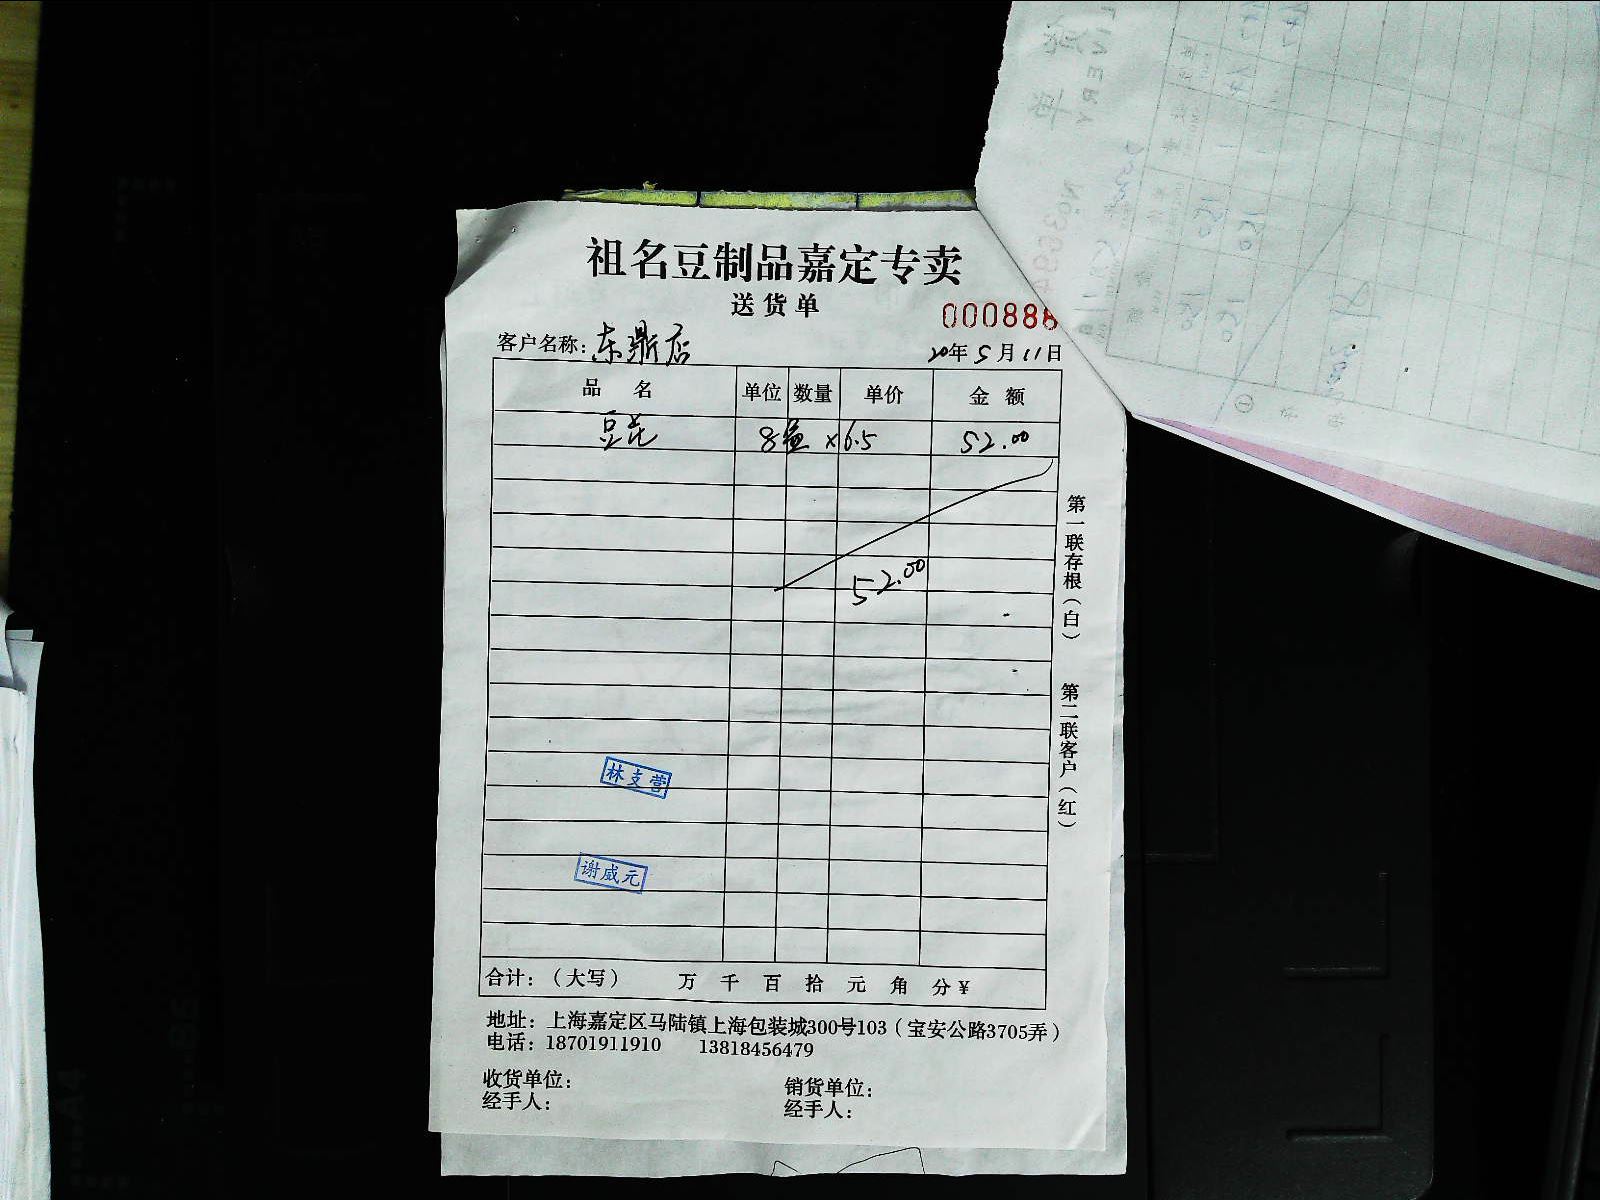 祖名豆制品嘉定专卖
送货单
000888
客户名称：东鼎店
20年5月11日
品名 单位 数量 单价 金额
豆花 8盒 x6.5 52.00
52.00
第一联存根（白）
第二联客户（红）
林支营
谢威元
合计：（大写） 万 千 百 拾 元 角 分¥
地址：上海嘉定区马陆镇上海包装城300号103（宝安公路3705弄）
电话：18701911910 13818456479
收货单位：
销货单位：
经手人：
经手人：